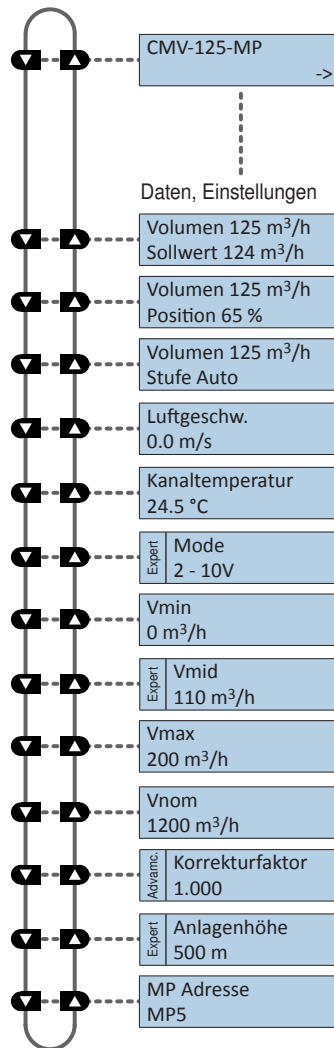 CMV-125-MP
->
Daten, Einstellungen
Volumen 125 m³/h
Sollwert 124 m³/h
Volumen 125 m³/h
Position 65 %
Volumen 125 m³/h
Stufe Auto
Luftgeschw.
0.0 m/s
Kanaltemperatur
24.5 °C
Expert
Mode
2 - 10V
Vmin
0 m³/h
Expert
Vmid
110 m³/h
Vmax
200 m³/h
Vnom
1200 m³/h
Advamc.
Korrekturfaktor
1.000
Expert
Anlagenhöhe
500 m
MP Adresse
MP5